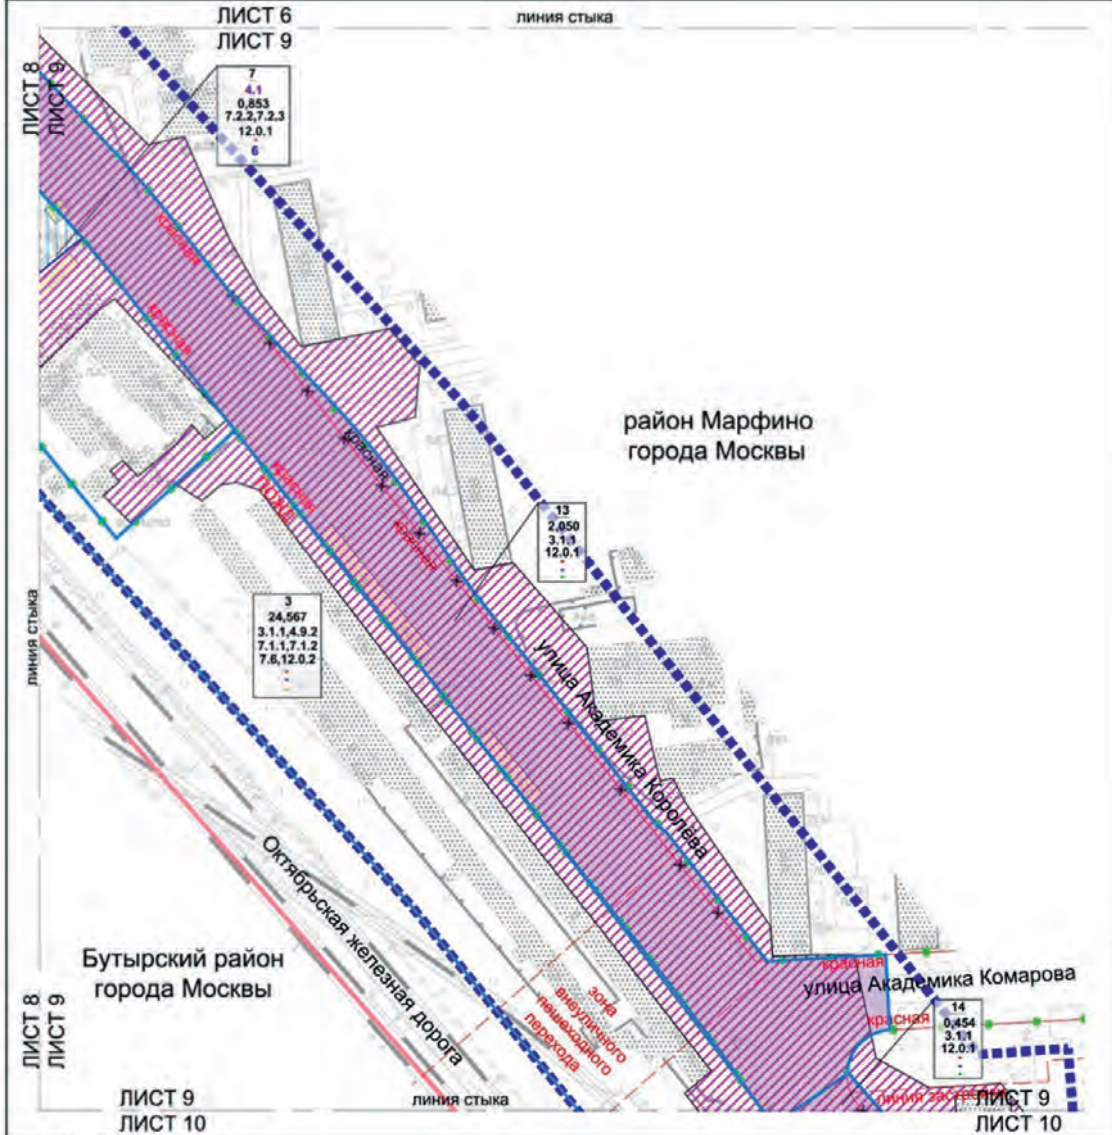 ЛИСТ 6
линия стыка
ЛИСТ 9
ЛИСТ 8
ЛИСТ 9
7
4.1
0,853
7.2.2,7.2.3
12.0.1
-
6
-
красная
красная
красная
красная
красная
район Марфино
города Москвы
13
-
2,050
3.1.1
12.0.1
-
-
-
3
-
24,567
3.1.1,4.9.2
7.1.1,7.1.2
7.6,12.0.2
-
-
-
линия стыка
улица Академика Королёва
Октябрьская железная дорога
Бутырский район
города Москвы
зона
внеуличного
пешеходного
перехода
красная
улица Академика Комарова
красная
14
-
0,454
3.1.1
12.0.1
-
-
-
ЛИСТ 8
ЛИСТ 9
линия застройки
ЛИСТ 9
линия стыка
ЛИСТ 9
ЛИСТ 10
ЛИСТ 10